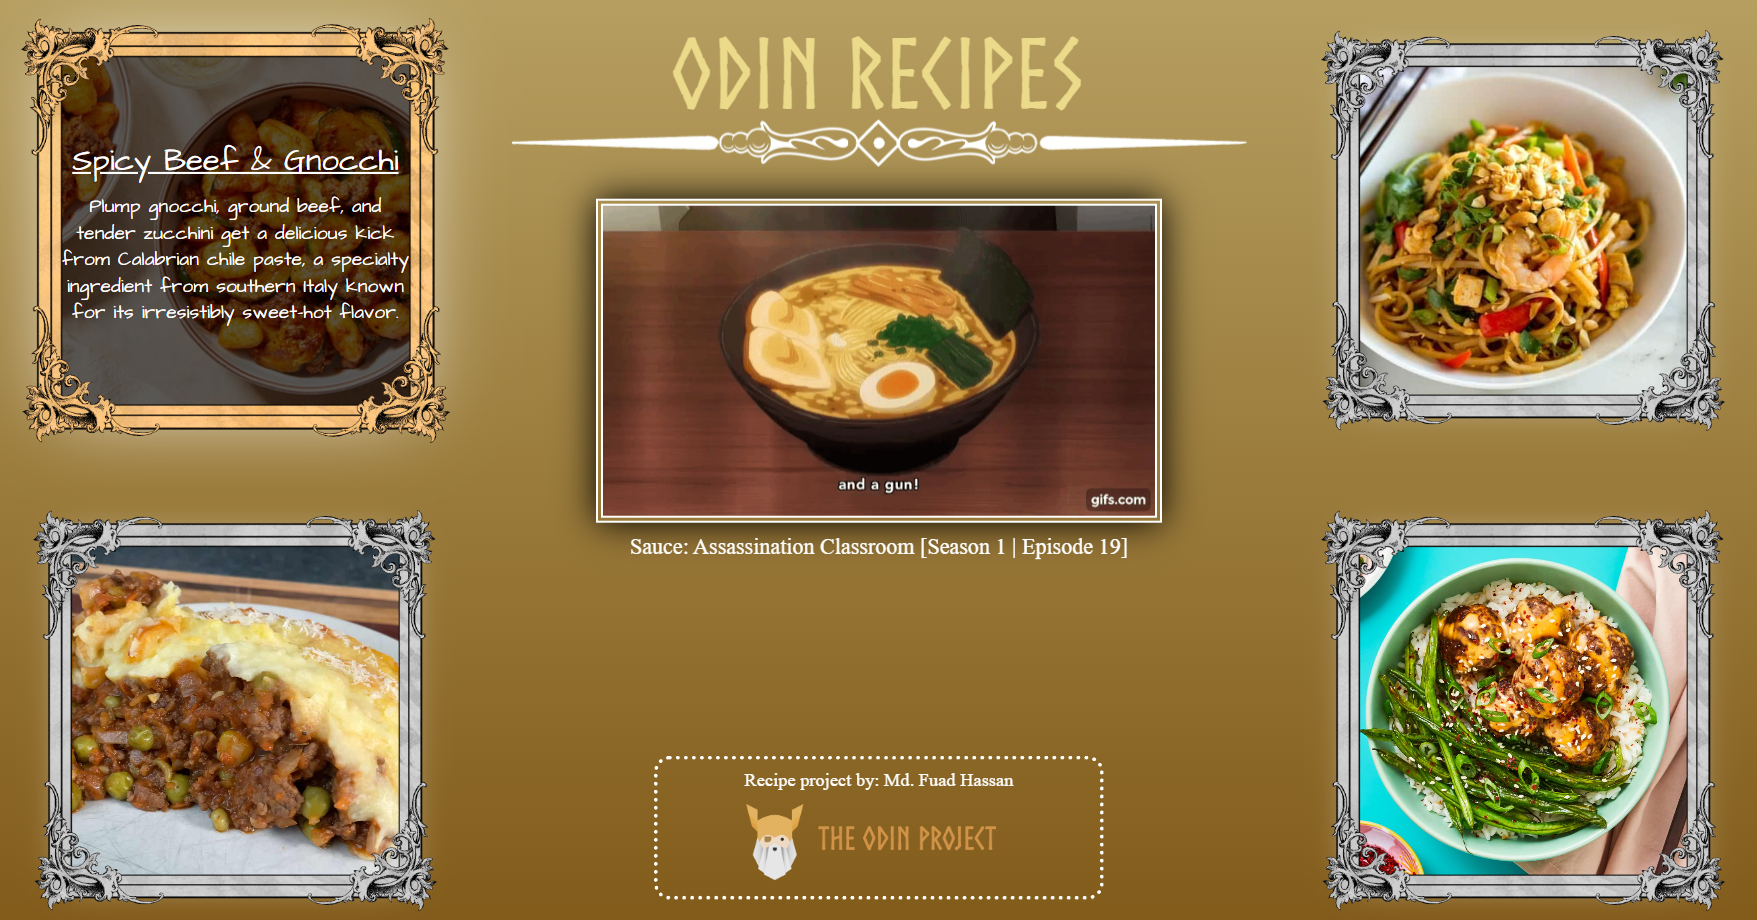 ODIN RECIPES
Spicy Beef & Gnocchi
Plump gnocchi, ground beef, and
tender zucchini get a delicious kick
from Calabrian chile paste, a specialty
ingredient from southern Italy known
for its irresistibly sweet-hot flavor.
and a gun!
gifs.com
Sauce: Assassination Classroom [Season 1 | Episode 19]
Recipe project by: Md. Fuad Hassan
THE ODIN PROJECT